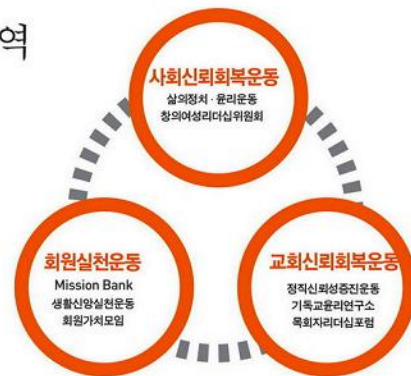 역
사회신뢰회복운동
삶의정치 · 윤리운동
창의여성리더십위원회
회원실천운동
Mission Bank
생활신앙실천운동
회원가치모임
교회신뢰회복운동
정직신뢰성증진운동
기독교윤리연구소
목회자리더십포럼